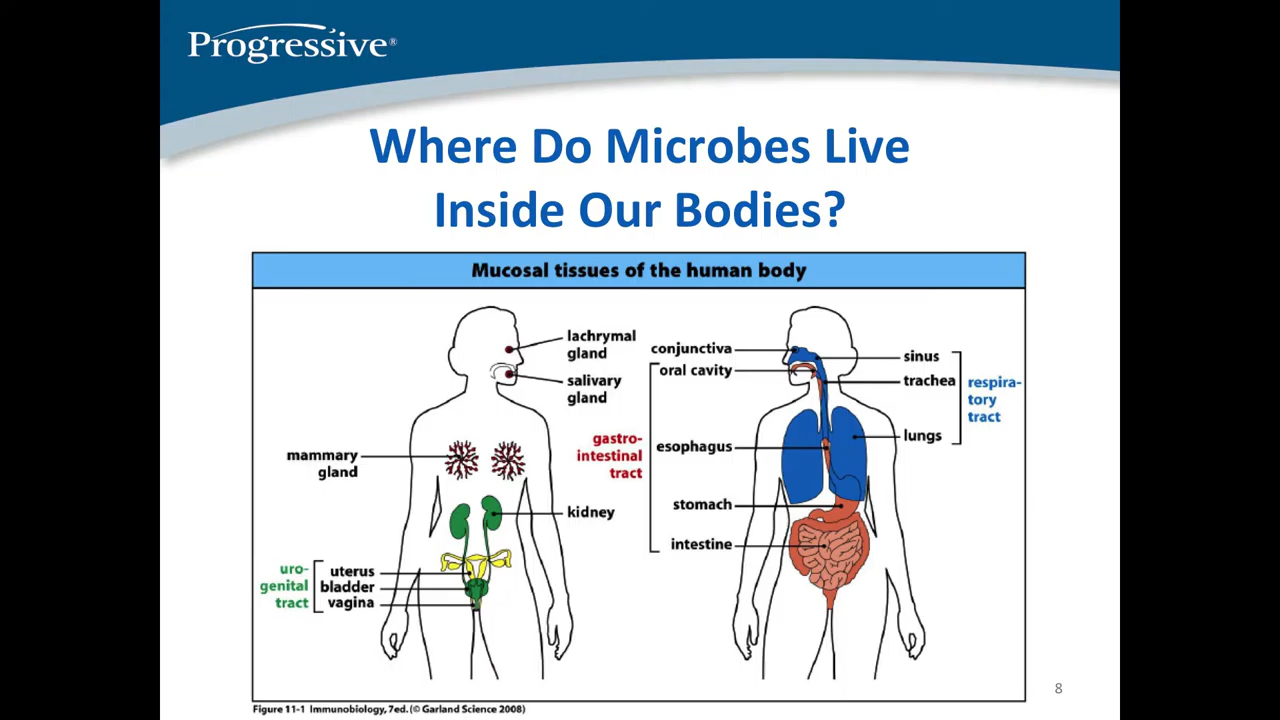 Progressive®
Where Do Microbes Live
Inside Our Bodies?
Mucosal tissues of the human body
lachrymal
gland
salivary
gland
mammary
gland
kidney
uro-
genital
tract
uterus
bladder
vagina
conjunctiva
oral cavity
gastro-
intestinal
tract
esophagus
stomach
intestine
sinus
trachea
lungs
respira-
tory
tract
8
Figure 11-1 Immunobiology, 7ed. (© Garland Science 2008)